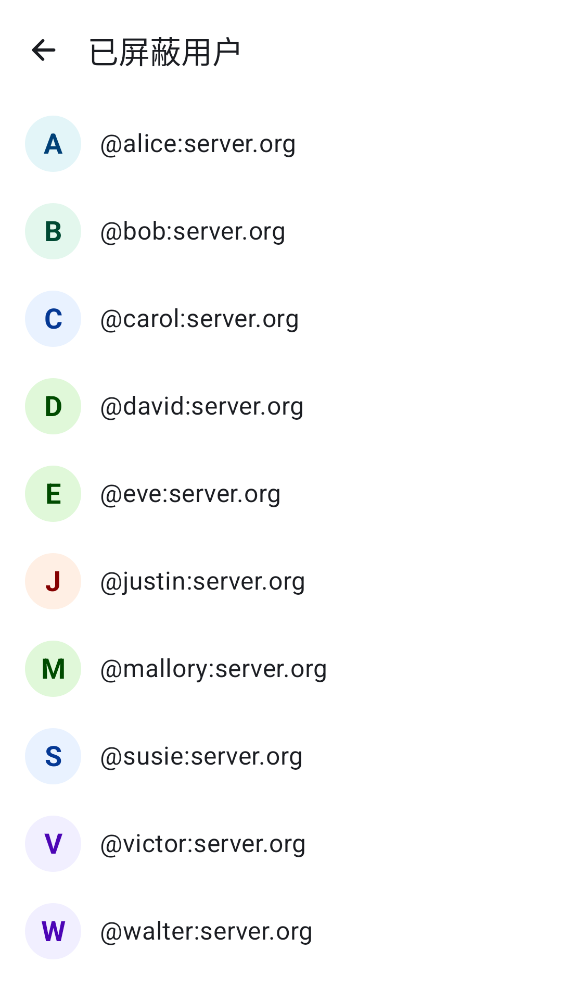 已屏蔽用户
A @alice:server.org
B @bob:server.org
C @carol:server.org
D @david:server.org
E @eve:server.org
J @justin:server.org
M @mallory:server.org
S @susie:server.org
V @victor:server.org
W @walter:server.org